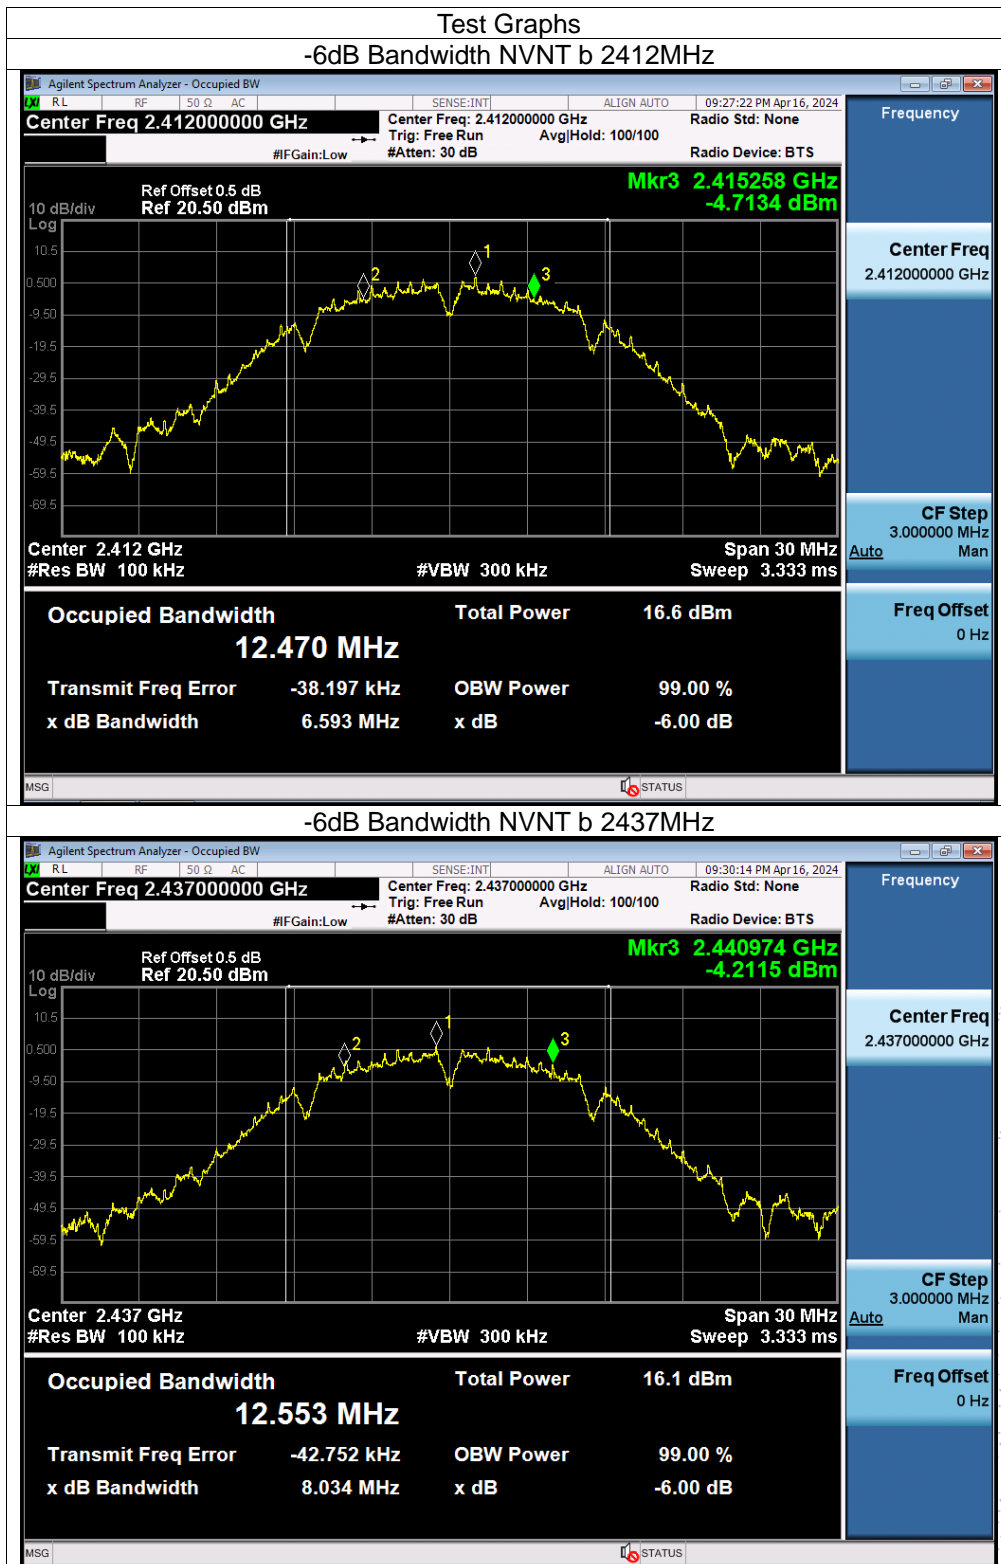 Test Graphs
-6dB Bandwidth NVNT b 2412MHz
Agilent Spectrum Analyzer - Occupied BW
LXI RL RF 50 Ω AC SENSE:INT ALIGN AUTO 09:27:22 PM Apr 16, 2024
Center Freq 2.412000000 GHz Center Freq: 2.412000000 GHz Radio Std: None Frequency
Trig: Free Run Avg|Hold: 100/100
#IFGain:Low #Atten: 30 dB Radio Device: BTS
Mkr3 2.415258 GHz
-4.7134 dBm
Ref Offset 0.5 dB
10 dB/div Ref 20.50 dBm
Log
10.5
0.500
-9.50
-19.5
-29.5
-39.5
-49.5
-59.5
-69.5
1
2
3
Center Freq
2.412000000 GHz
Center 2.412 GHz Span 30 MHz
#Res BW 100 kHz #VBW 300 kHz Sweep 3.333 ms
CF Step
3.000000 MHz
Auto Man
Occupied Bandwidth Total Power 16.6 dBm
12.470 MHz
Transmit Freq Error -38.197 kHz OBW Power 99.00 %
x dB Bandwidth 6.593 MHz x dB -6.00 dB
Freq Offset
0 Hz
MSG STATUS
-6dB Bandwidth NVNT b 2437MHz
Agilent Spectrum Analyzer - Occupied BW
LXI RL RF 50 Ω AC SENSE:INT ALIGN AUTO 09:30:14 PM Apr 16, 2024
Center Freq 2.437000000 GHz Center Freq: 2.437000000 GHz Radio Std: None Frequency
Trig: Free Run Avg|Hold: 100/100
#IFGain:Low #Atten: 30 dB Radio Device: BTS
Mkr3 2.440974 GHz
-4.2115 dBm
Ref Offset 0.5 dB
10 dB/div Ref 20.50 dBm
Log
10.5
0.500
-9.50
-19.5
-29.5
-39.5
-49.5
-59.5
-69.5
1
2
3
Center Freq
2.437000000 GHz
Center 2.437 GHz Span 30 MHz
#Res BW 100 kHz #VBW 300 kHz Sweep 3.333 ms
CF Step
3.000000 MHz
Auto Man
Occupied Bandwidth Total Power 16.1 dBm
12.553 MHz
Transmit Freq Error -42.752 kHz OBW Power 99.00 %
x dB Bandwidth 8.034 MHz x dB -6.00 dB
Freq Offset
0 Hz
MSG STATUS